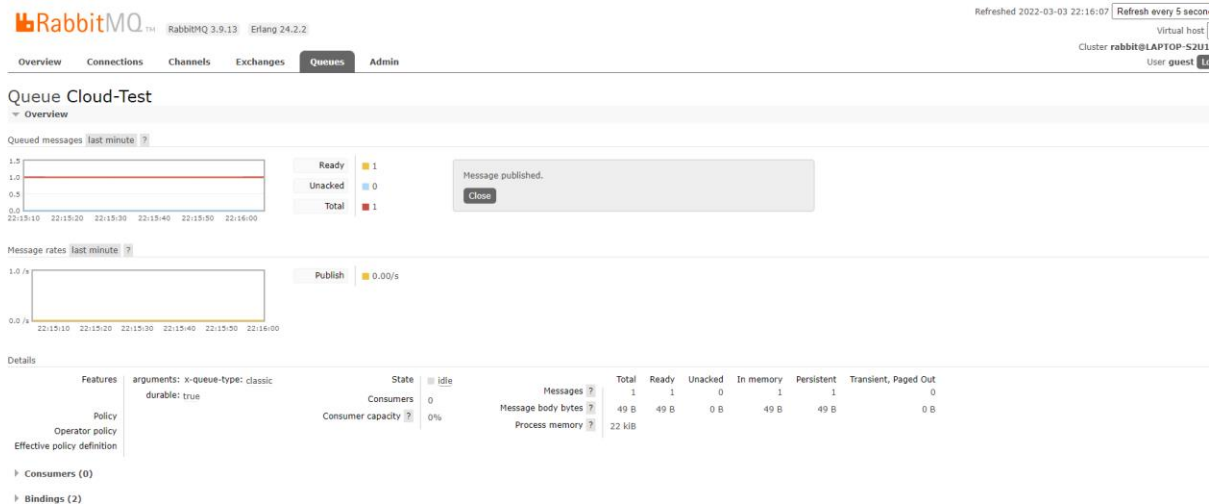 RabbitMQ TM RabbitMQ 3.9.13 Erlang 24.2.2
Refreshed 2022-03-03 22:16:07 Refresh every 5 second
Virtual host
Cluster rabbit@LAPTOP-S2U1
User guest
Overview Connections Channels Exchanges Queues Admin
Queue Cloud-Test
Overview
Queued messages last minute ?
1.5
1.0
0.5
0.0
22:15:10 22:15:20 22:15:30 22:15:40 22:15:50 22:16:00
Ready 1
Unacked 0
Total 1
Message published.
Close
Message rates last minute ?
1.0 /s
0.0 /s
22:15:10 22:15:20 22:15:30 22:15:40 22:15:50 22:16:00
Publish 0.00/s
Details
Features arguments: x-queue-type: classic
durable: true
Policy
Operator policy
Effective policy definition
State idle
Consumers 0
Consumer capacity ? 0%
Total Ready Unacked In memory Persistent Transient, Paged Out
Messages ? 1 1 0 1 1 0
Message body bytes ? 49 B 49 B 0 B 49 B 49 B 0 B
Process memory ? 22 kiB
Consumers (0)
Bindings (2)